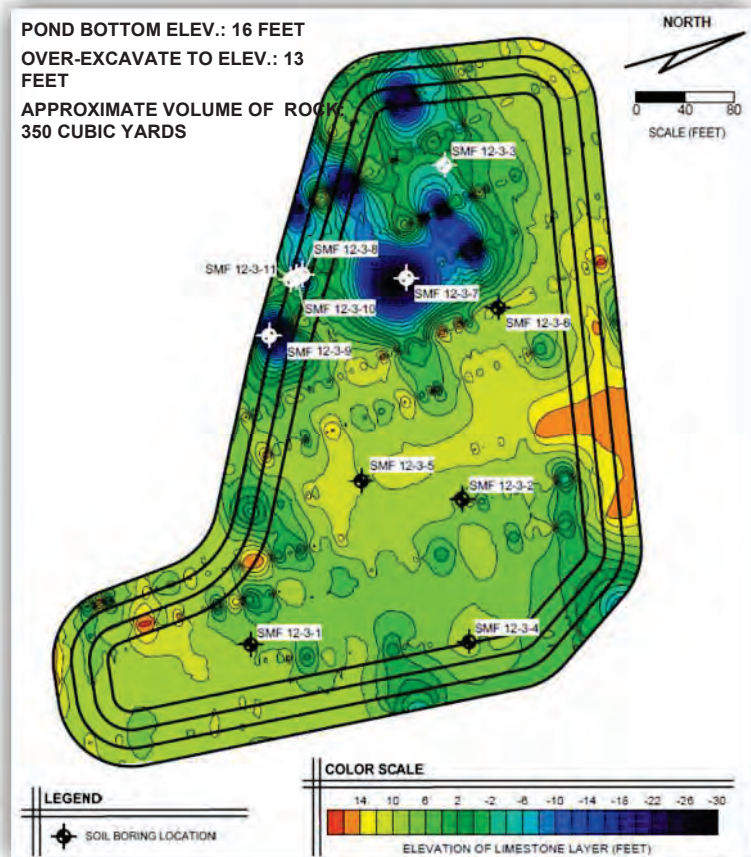 POND BOTTOM ELEV.: 16 FEET
OVER-EXCAVATE TO ELEV.: 13
FEET
APPROXIMATE VOLUME OF ROCK:
350 CUBIC YARDS
NORTH
0 40 80
SCALE (FEET)
SMF 12-3-3
SMF 12-3-8
SMF 12-3-11
SMF 12-3-7
SMF 12-3-10
SMF 12-3-6
SMF 12-3-9
SMF 12-3-5
SMF 12-3-2
SMF 12-3-1
SMF 12-3-4
LEGEND
SOIL BORING LOCATION
COLOR SCALE
14 10 6 2 -2 -6 -10 -14 -18 -22 -26 -30
ELEVATION OF LIMESTONE LAYER (FEET)